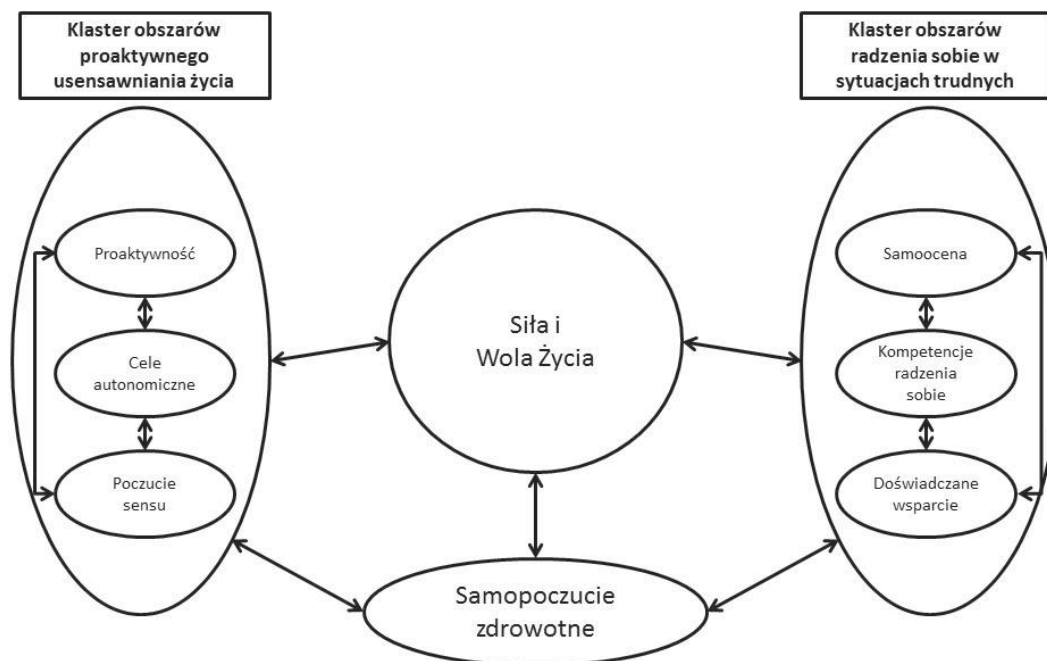 Klaster obszarów
proaktywnego
usensawniania życia
Klaster obszarów
radzenia sobie w
sytuacjach trudnych
Proaktywność
Cele
autonomiczne
Poczucie
sensu
Siła i
Wola Życia
Samopoczucie
zdrowotne
Samoocena
Kompetencje
radzenia
sobie
Doświadczane
wsparcie